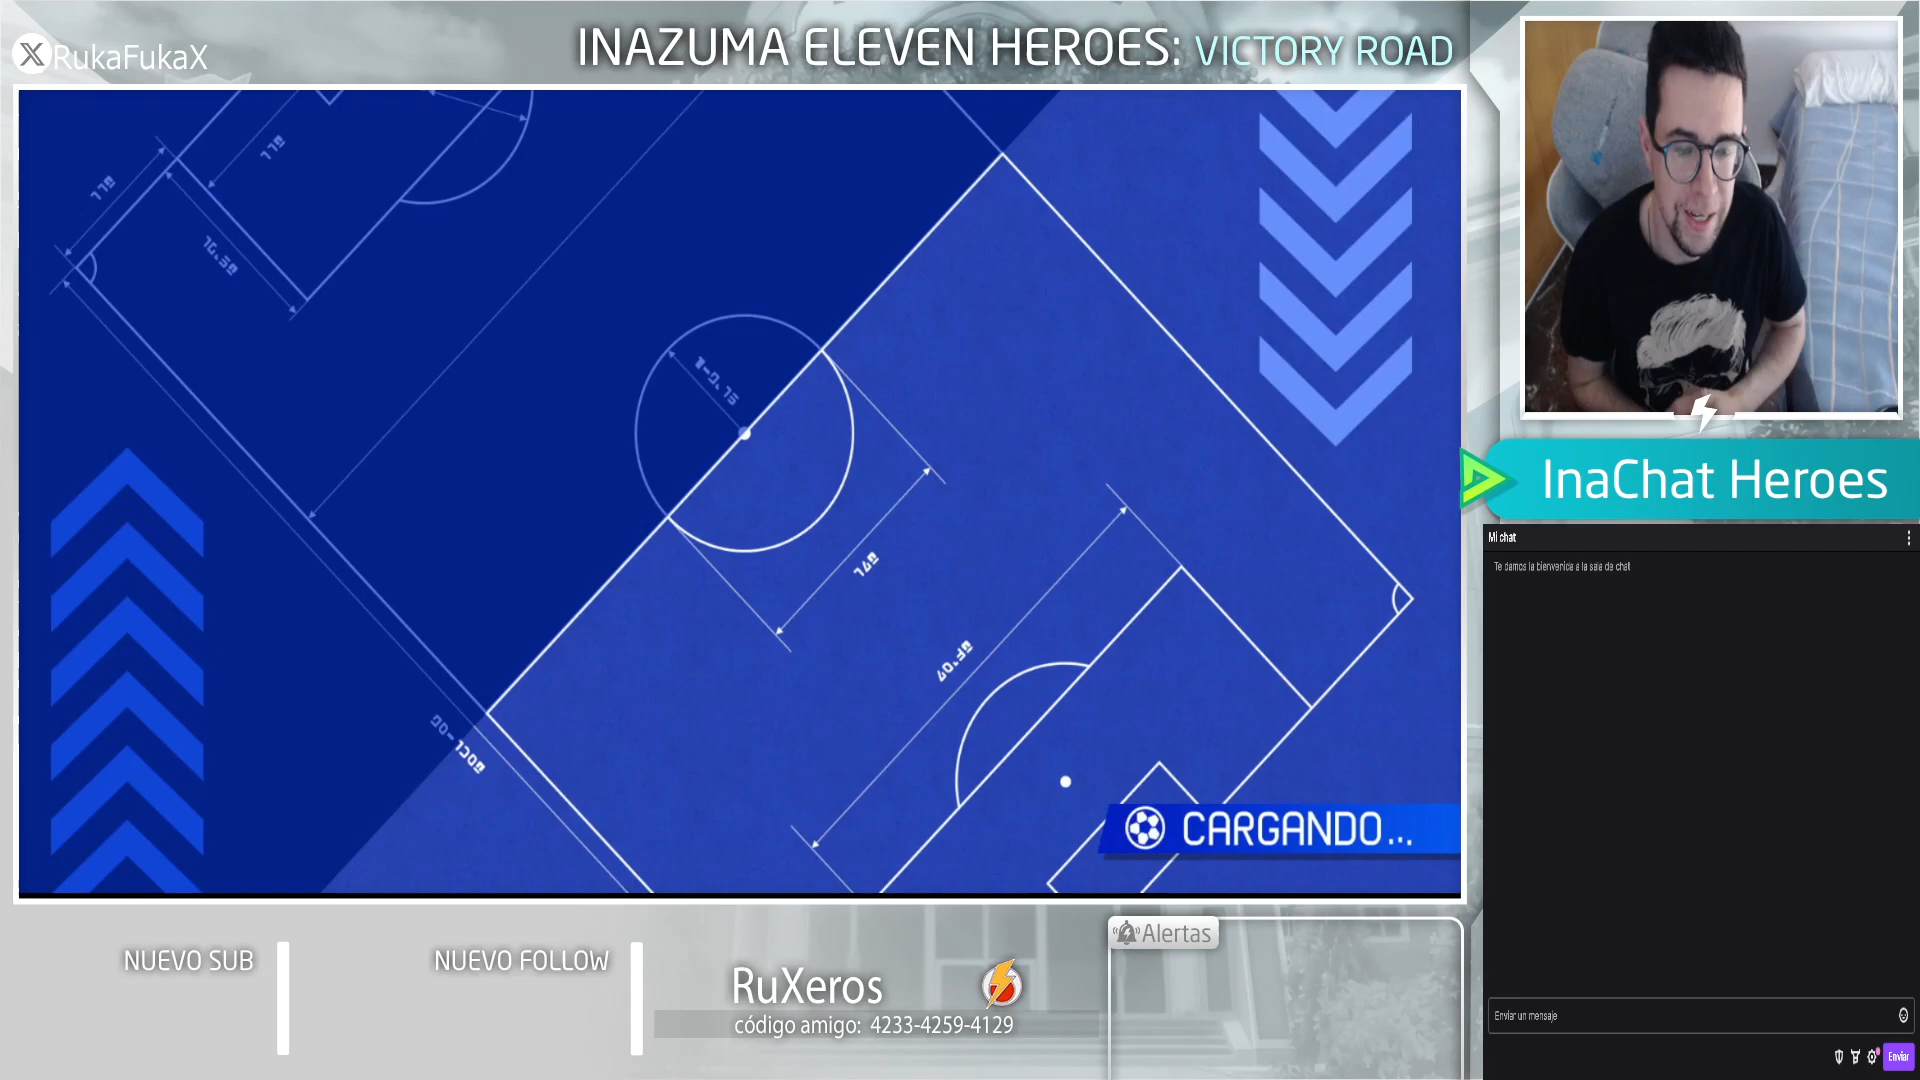 RukaFukaX
INAZUMA ELEVEN HEROES: VICTORY ROAD
CARGANDO...
InaChat Heroes
Mi chat
Te damos la bienvenida a la sala de chat
Enviar un mensaje
Enviar
NUEVO SUB
NUEVO FOLLOW
RuXeros
código amigo: 4233-4259-4129
Alertas